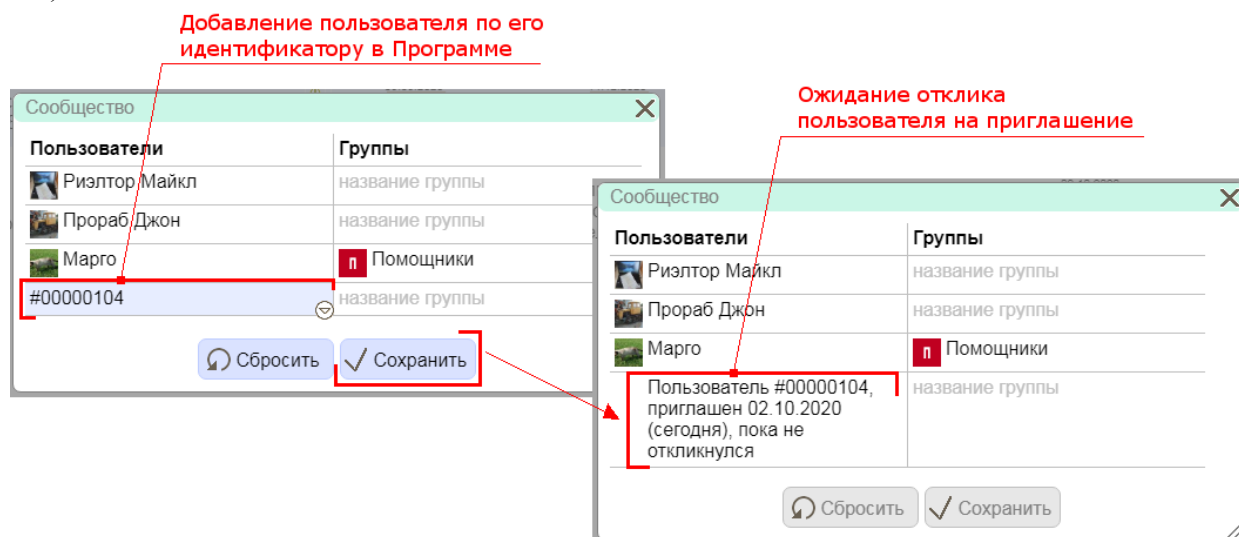 Добавление пользователя по его
идентификатору в Программе
Сообщество
Пользователи Группы
Риэлтор Майкл название группы
Прораб Джон название группы
Марго п Помощники
#00000104 название группы
Сбросить Сохранить
Ожидание отклика
пользователя на приглашение
Сообщество
Пользователи Группы
Риэлтор Майкл название группы
Прораб Джон название группы
Марго п Помощники
Пользователь #00000104, название группы
приглашен 02.10.2020
(сегодня), пока не
откликнулся
Сбросить Сохранить